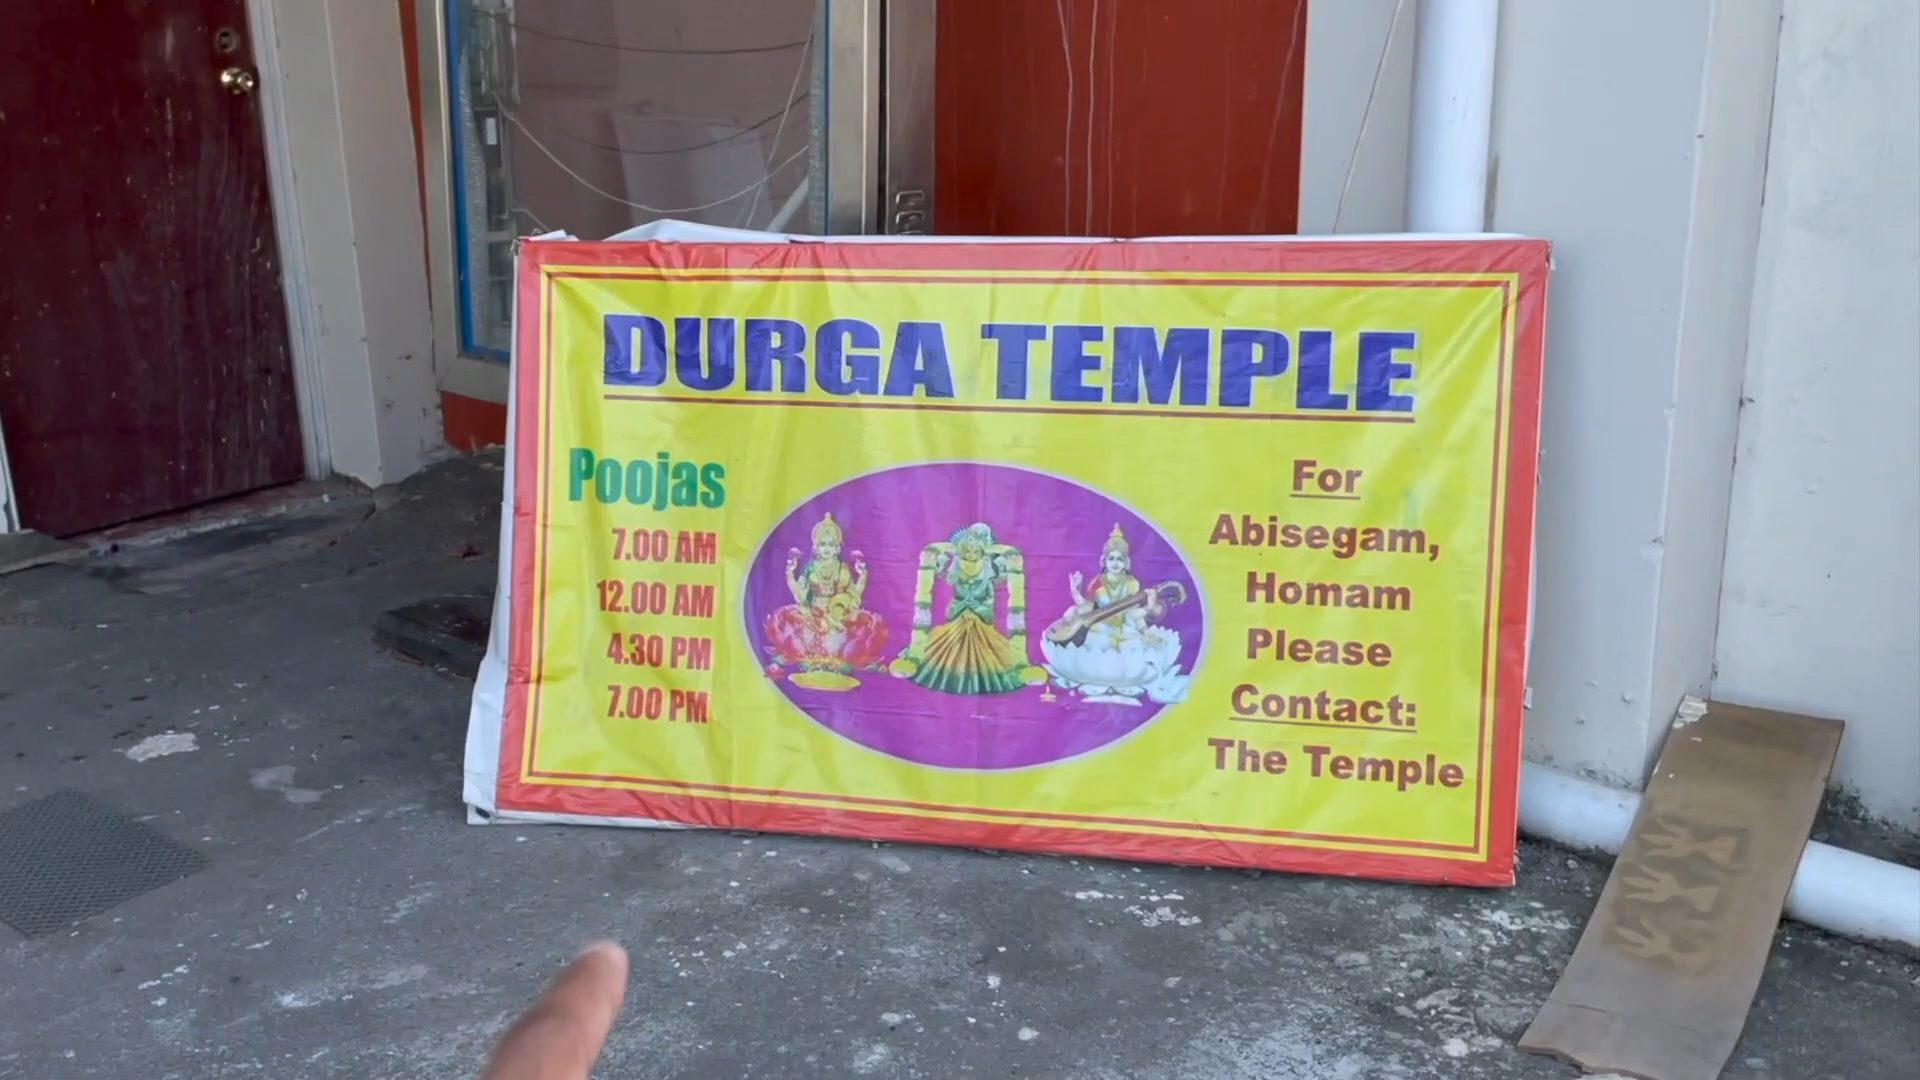 DURGA TEMPLE
Poojas
7.00 AM
12.00 AM
4.30 PM
7.00 PM
For
Abisegam,
Homam
Please
Contact:
The Temple